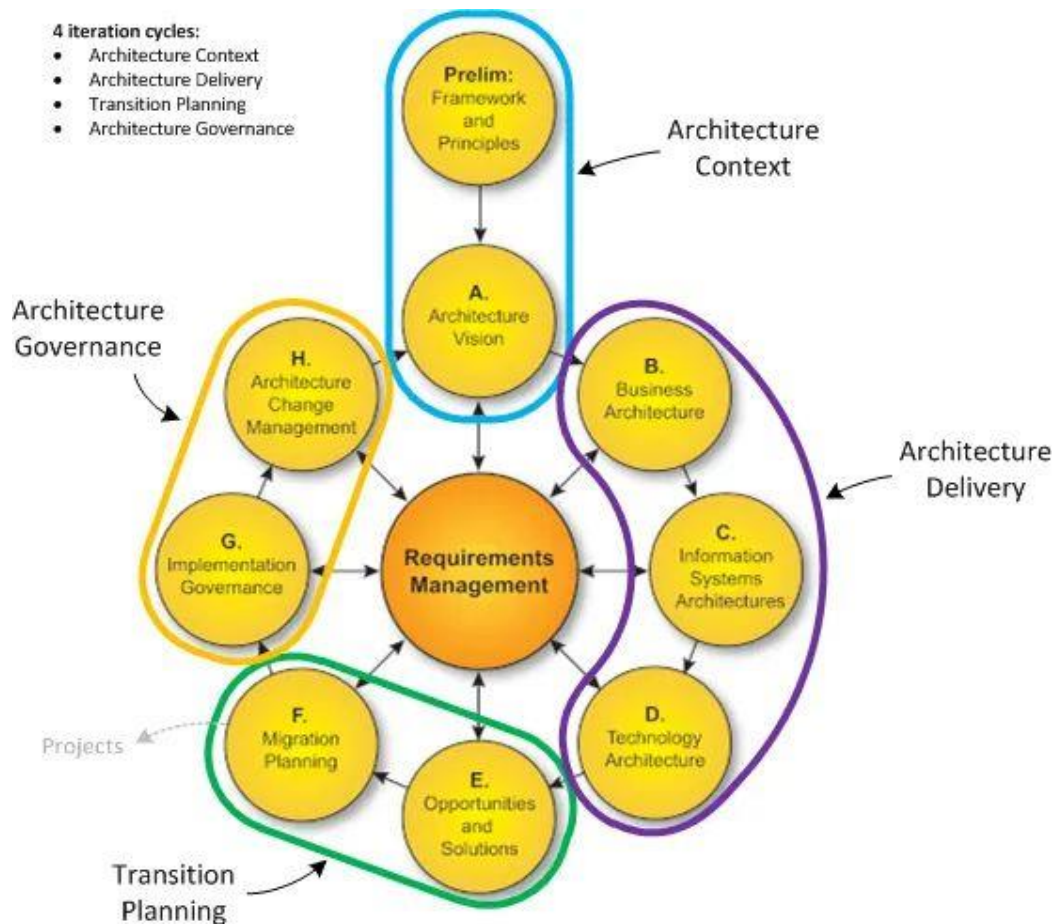 4 iteration cycles:
• Architecture Context
• Architecture Delivery
• Transition Planning
• Architecture Governance
Prelim:
Framework
and
Principles
Architecture
Context
A.
Architecture
Vision
Architecture
Governance
H.
Architecture
Change
Management
B.
Business
Architecture
Architecture
Delivery
G.
Implementation
Governance
Requirements
Management
C.
Information
Systems
Architectures
F.
Migration
Planning
D.
Technology
Architecture
Projects
E.
Opportunities
and
Solutions
Transition
Planning